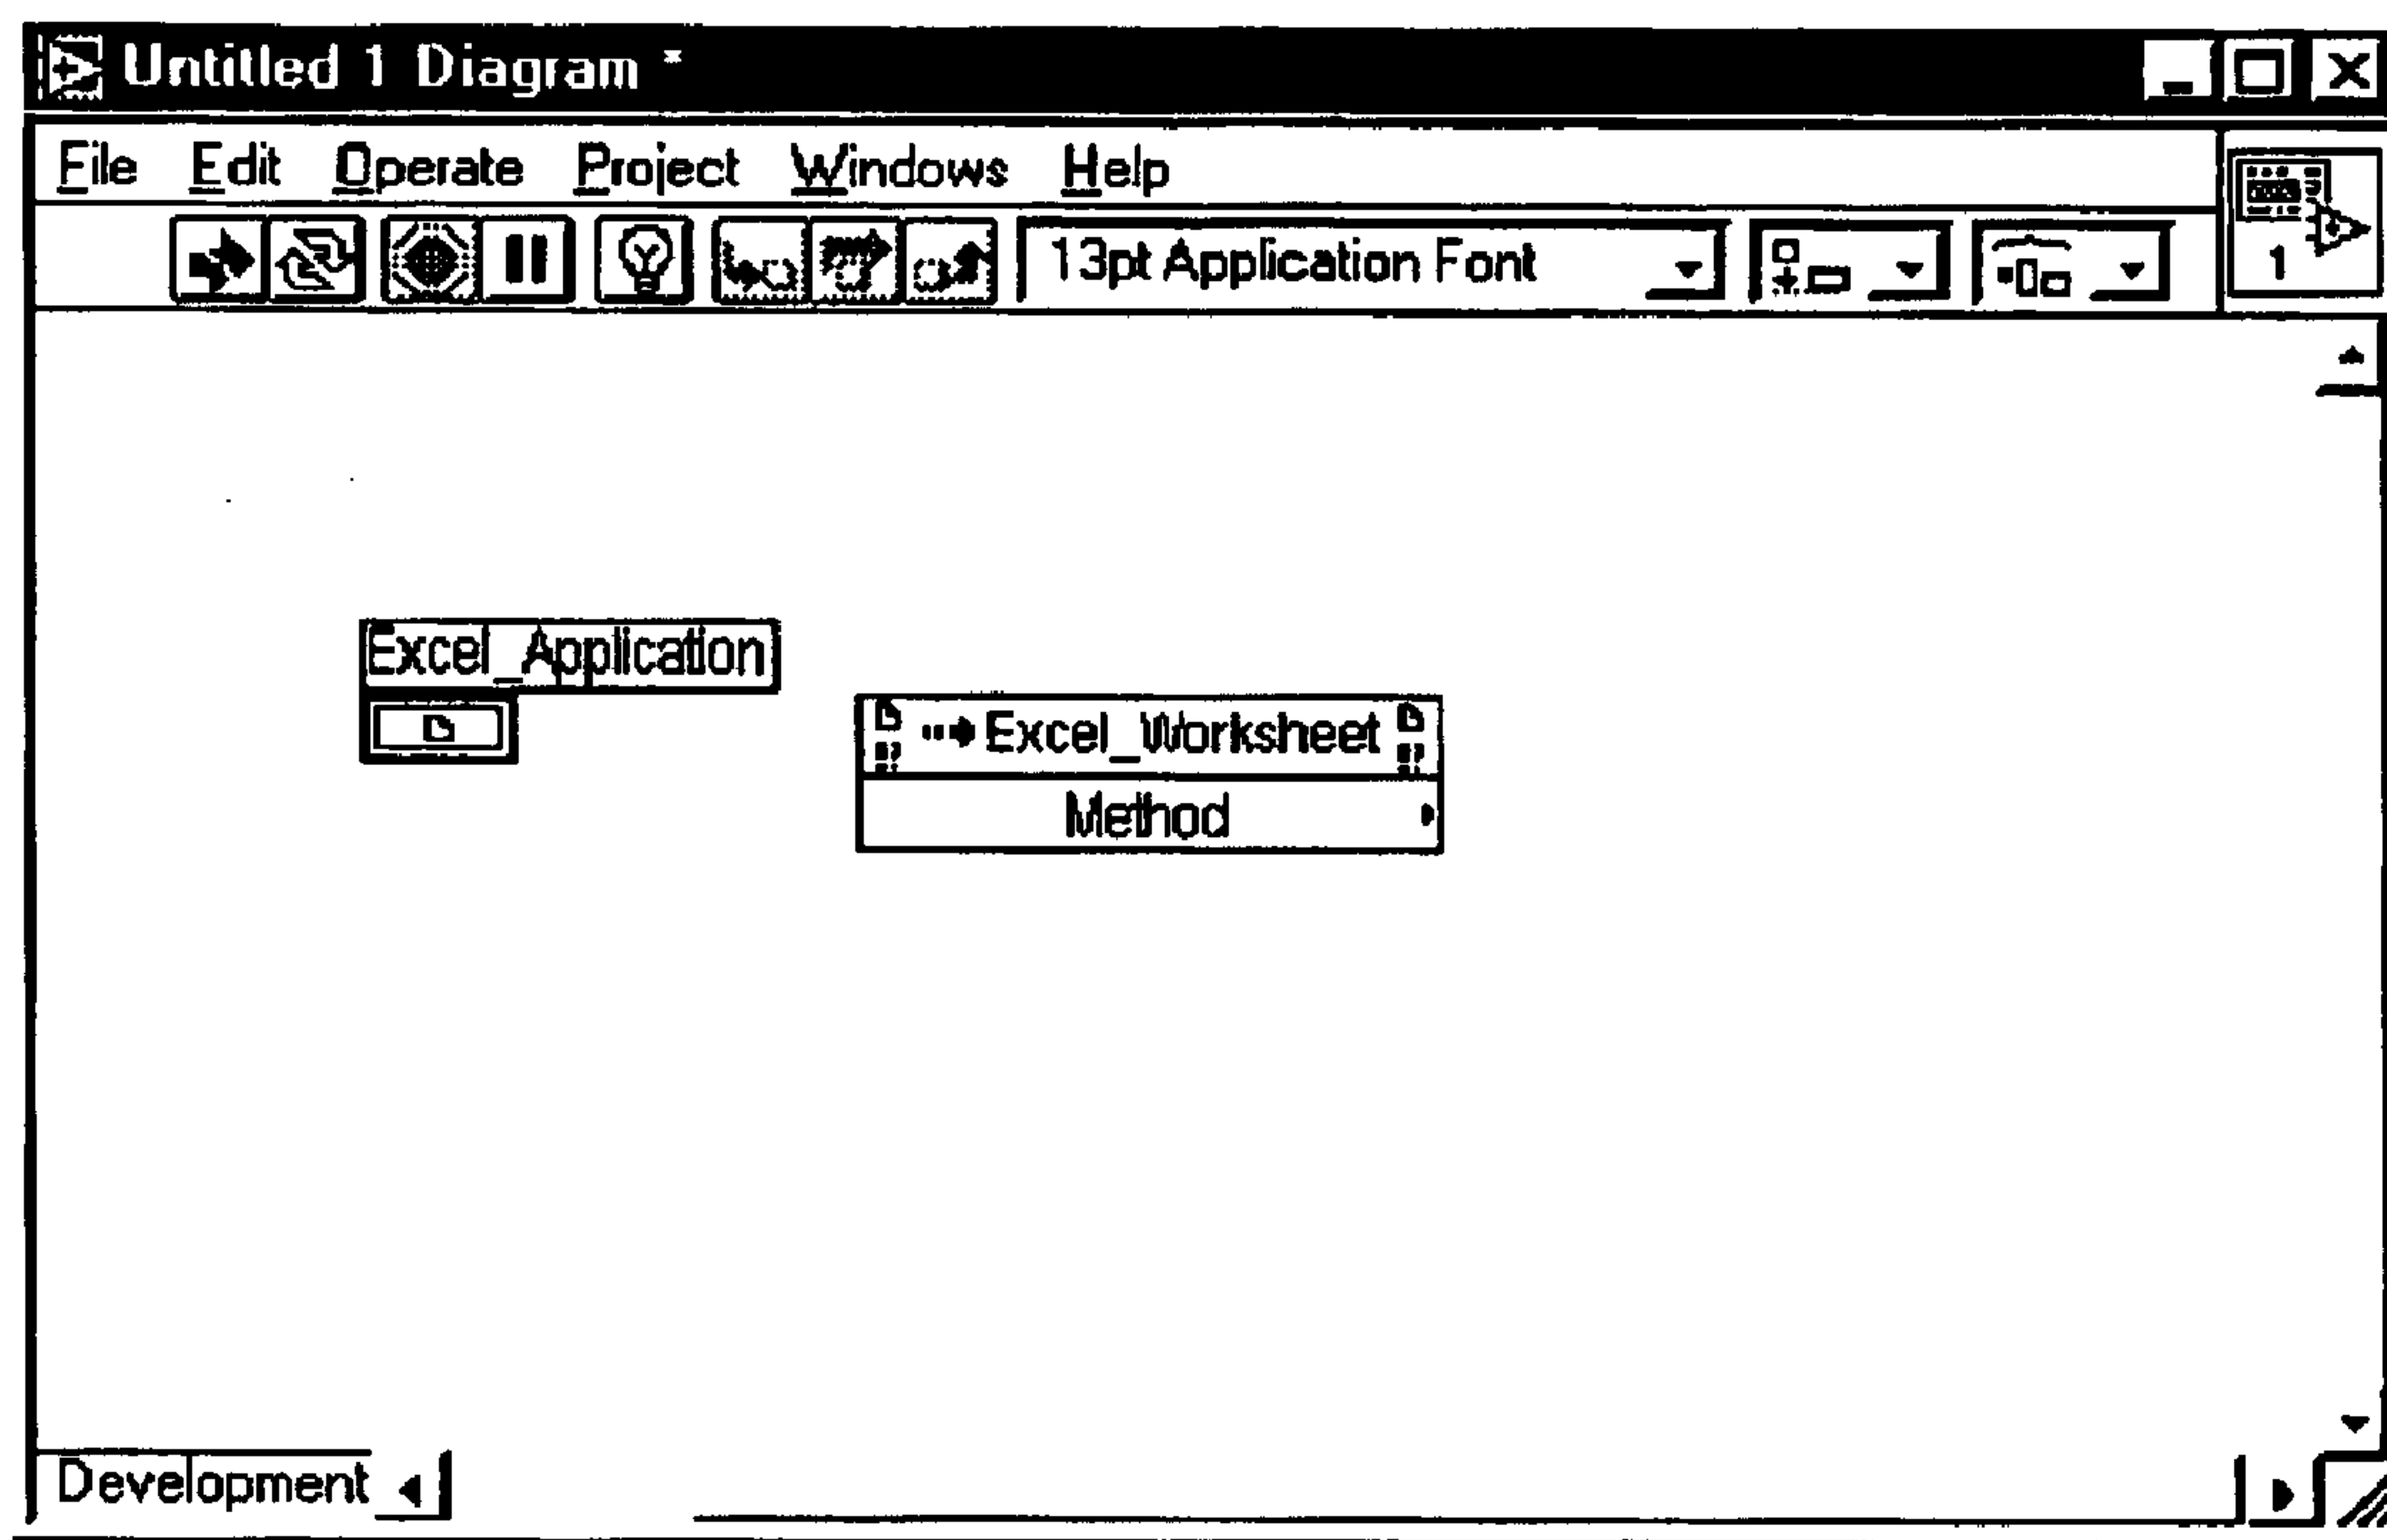 Untitled 1 Diagram *
File Edit Operate Project Windows Help
13pt Application Font
1
Excel_Application
Excel_Worksheet
Method
Development